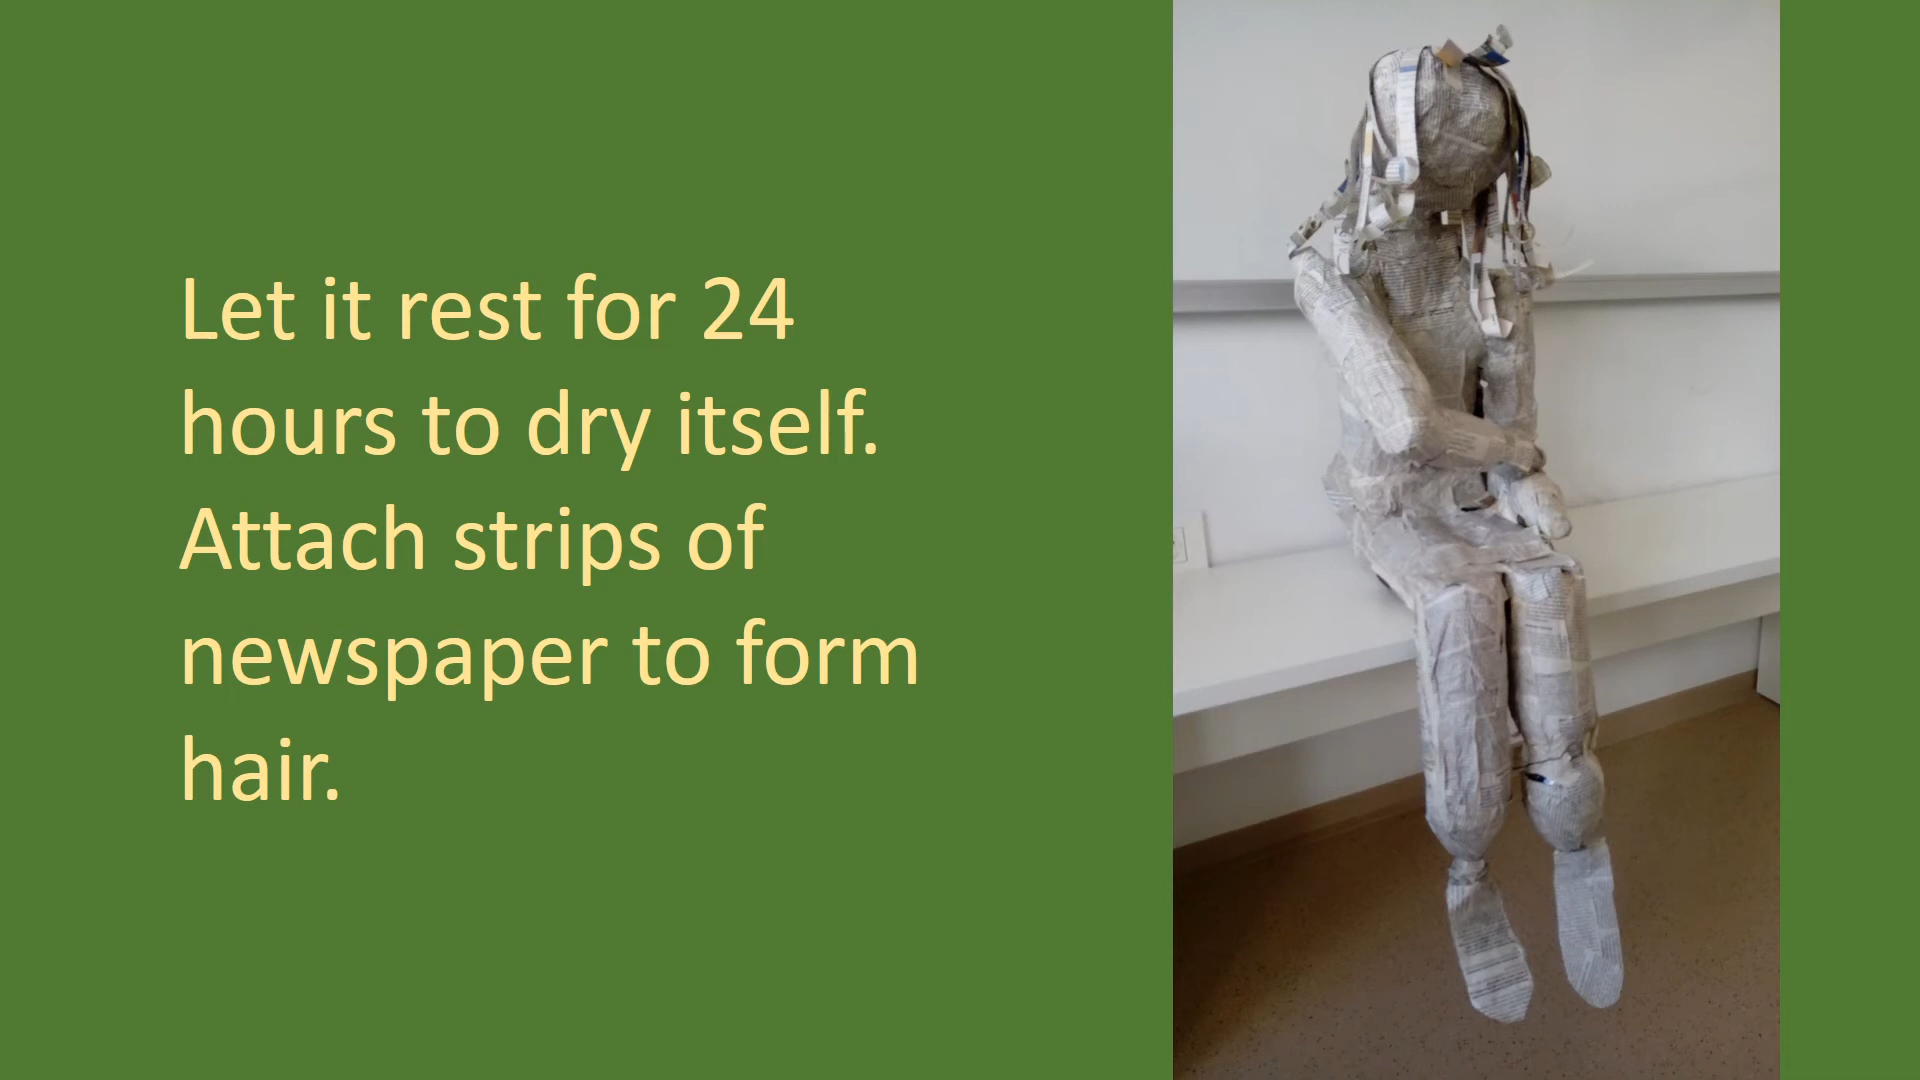 Let it rest for 24
hours to dry itself.
Attach strips of
newspaper to form
hair.